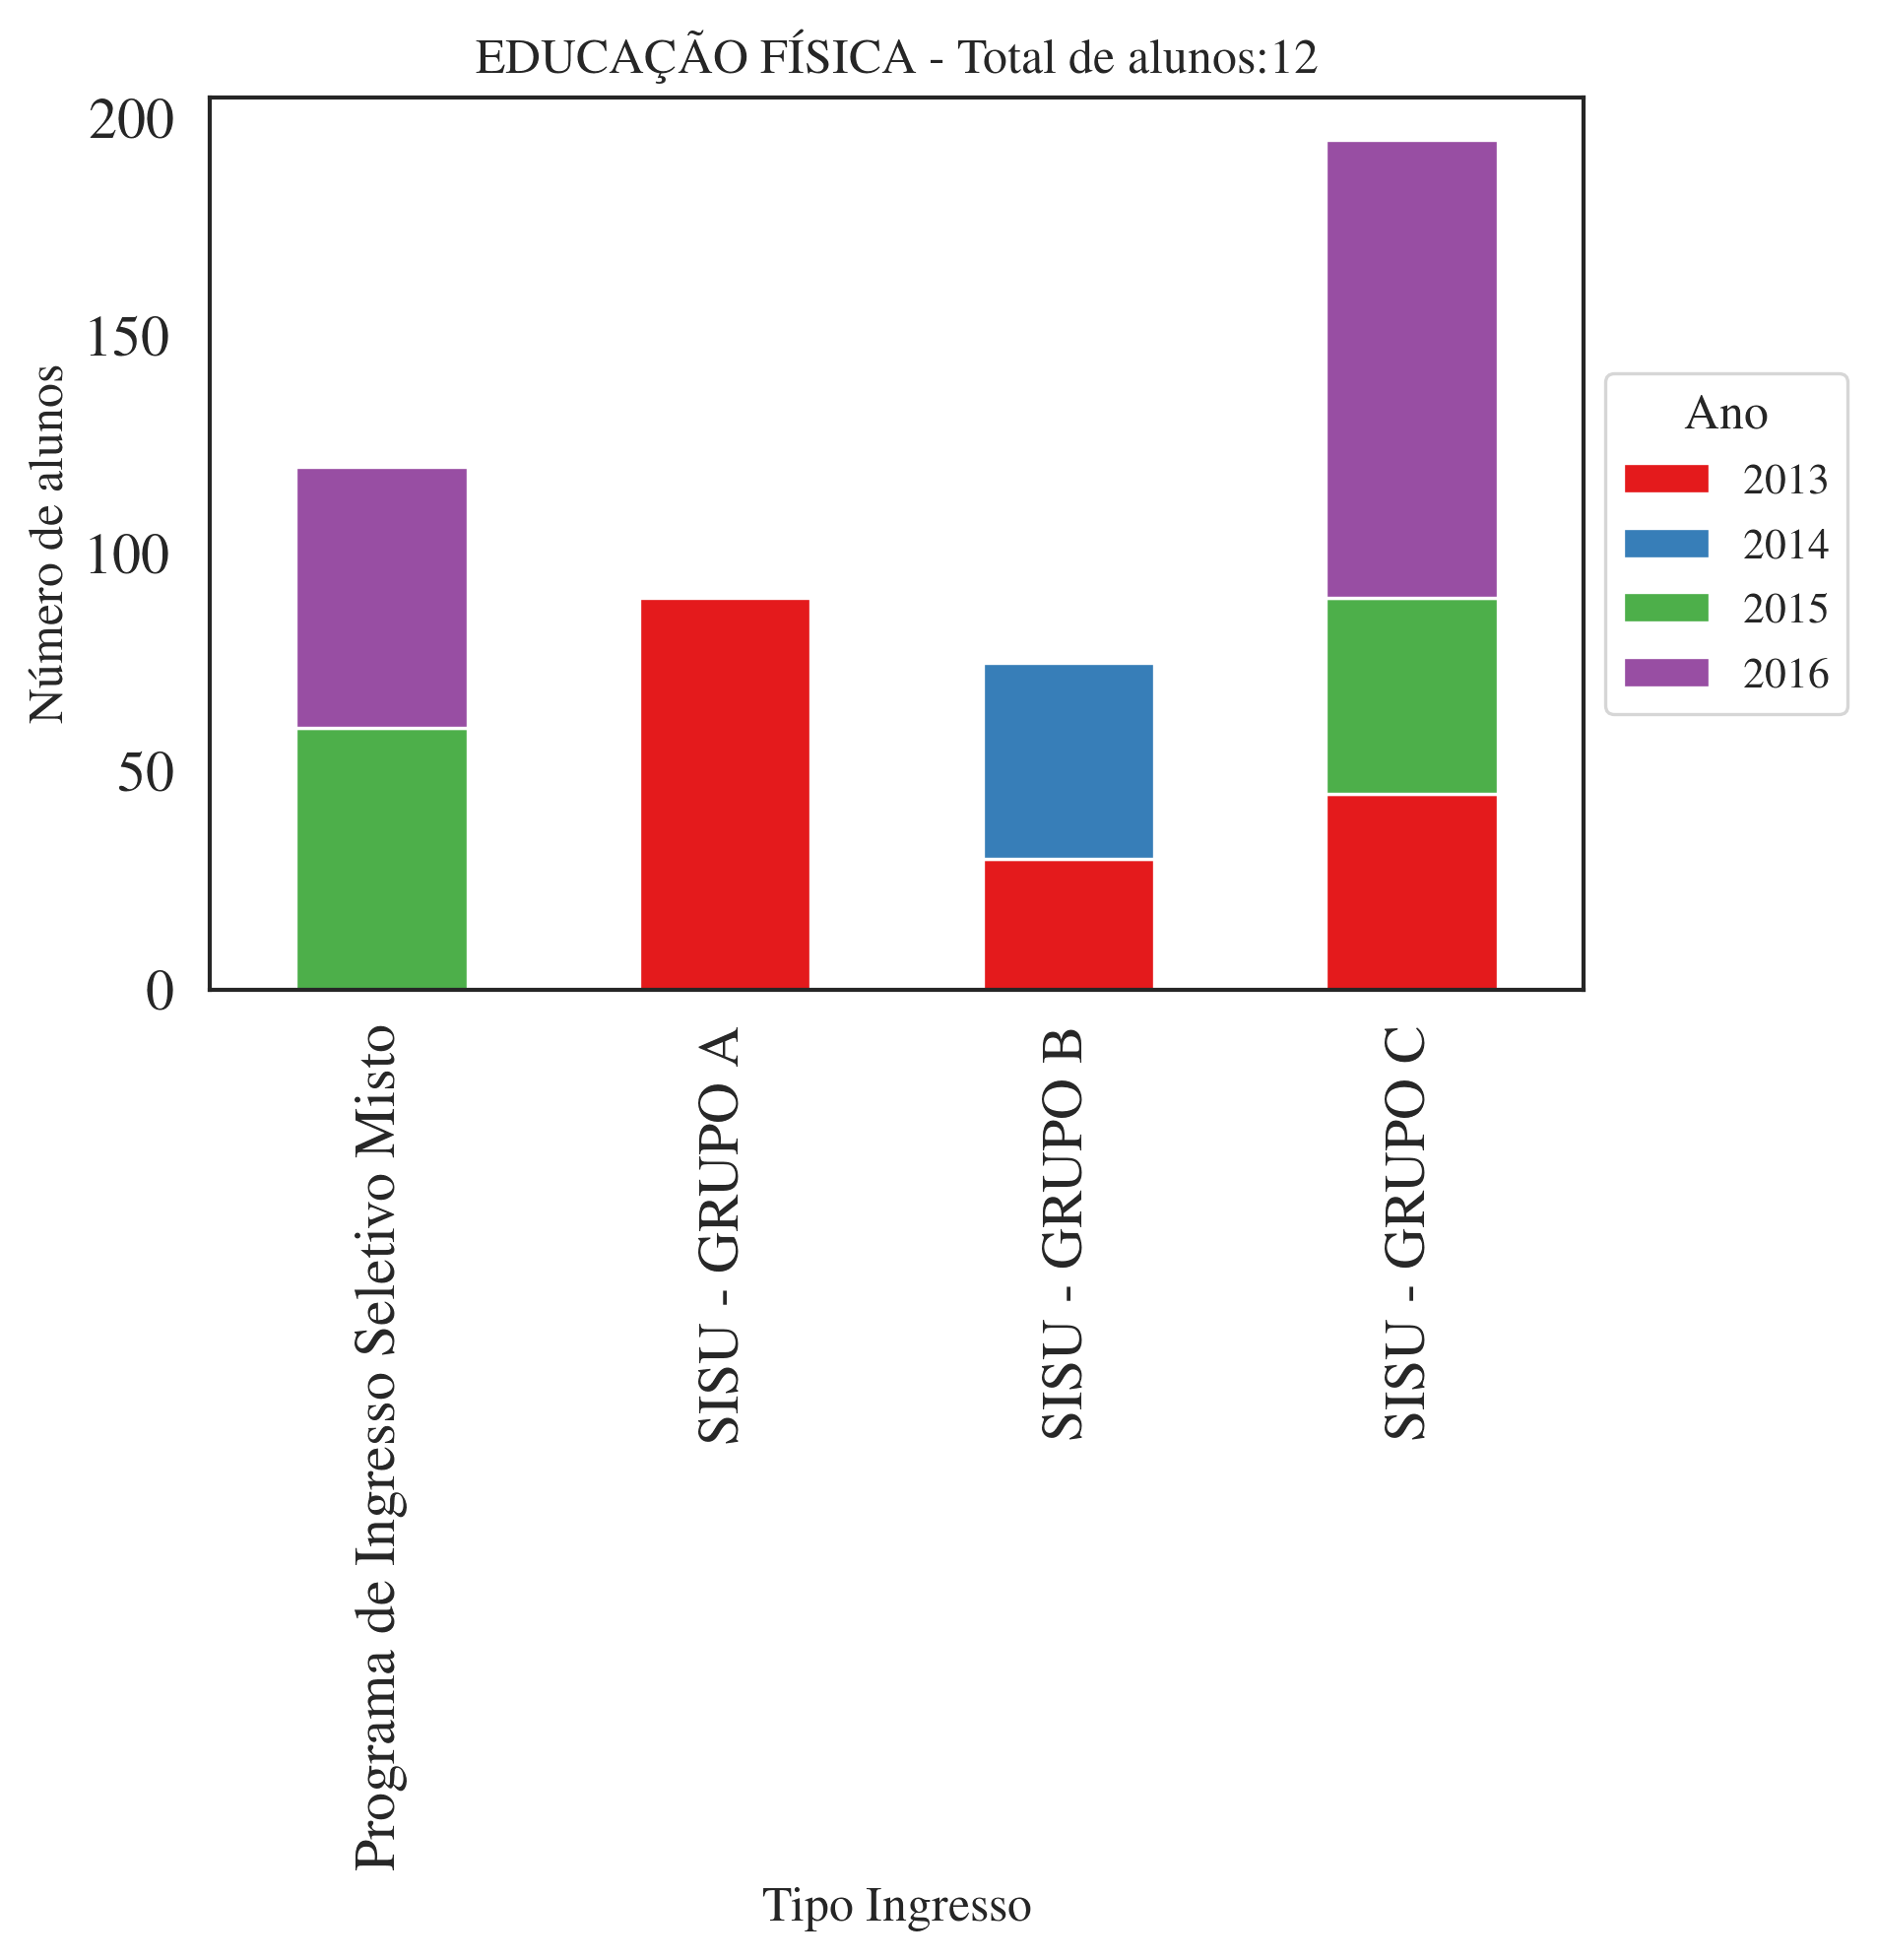 EDUCAÇÃO FÍSICA - Total de alunos:12
Número de alunos
200
150
100
50
0
Ano
2013
2014
2015
2016
Programa de Ingresso Seletivo Misto
SISU - GRUPO A
SISU - GRUPO B
SISU - GRUPO C
Tipo Ingresso